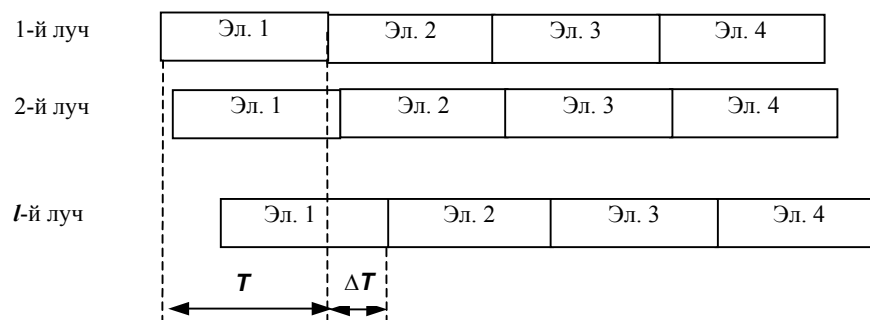 1-й луч Эл. 1 Эл. 2 Эл. 3 Эл. 4
2-й луч Эл. 1 Эл. 2 Эл. 3 Эл. 4
l-й луч Эл. 1 Эл. 2 Эл. 3 Эл. 4
T ΔT